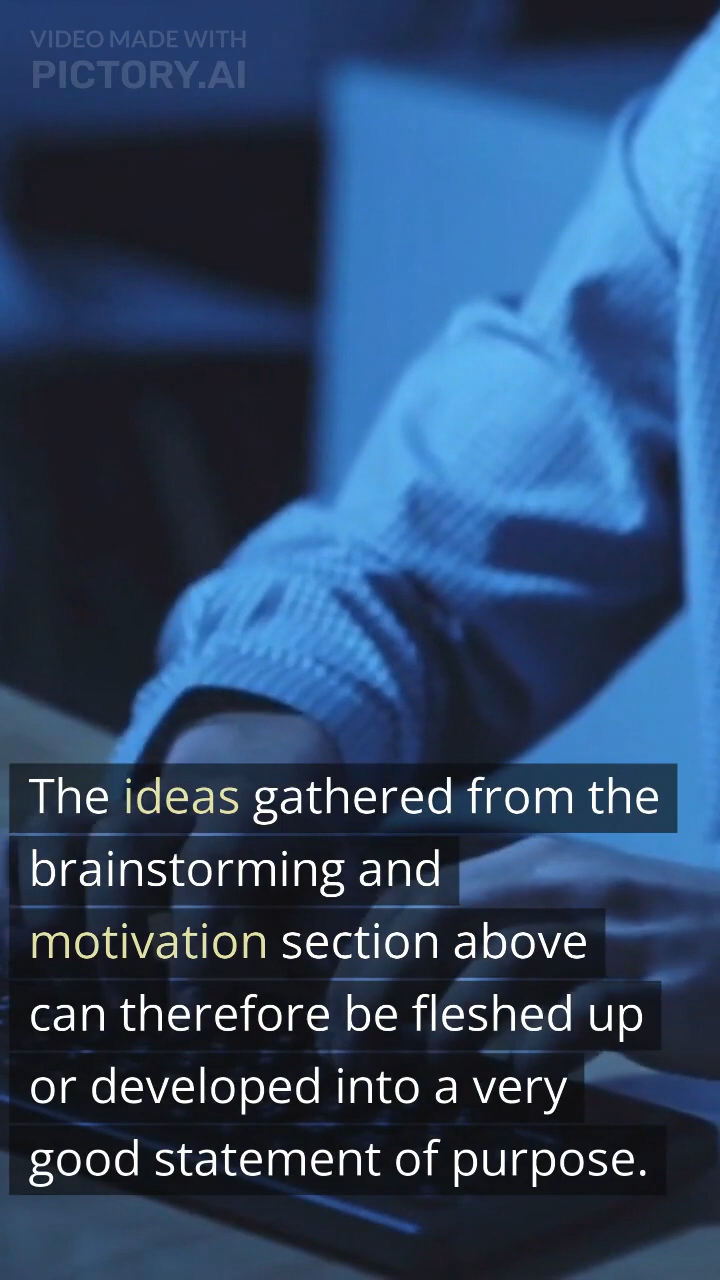 VIDEO MADE WITH
PICTORY.AI
The ideas gathered from the
brainstorming and
motivation section above
can therefore be fleshed up
or developed into a very
good statement of purpose.